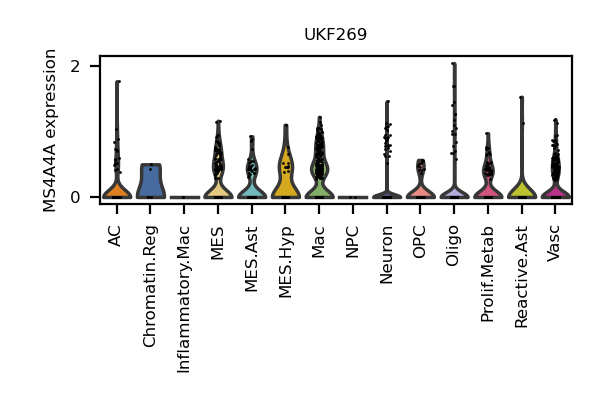 UKF269
MS4A4A expression
2
0
AC
Chromatin.Reg
Inflammatory.Mac
MES
MES.Ast
MES.Hyp
Mac
NPC
Neuron
OPC
Oligo
Prolif.Metab
Reactive.Ast
Vasc